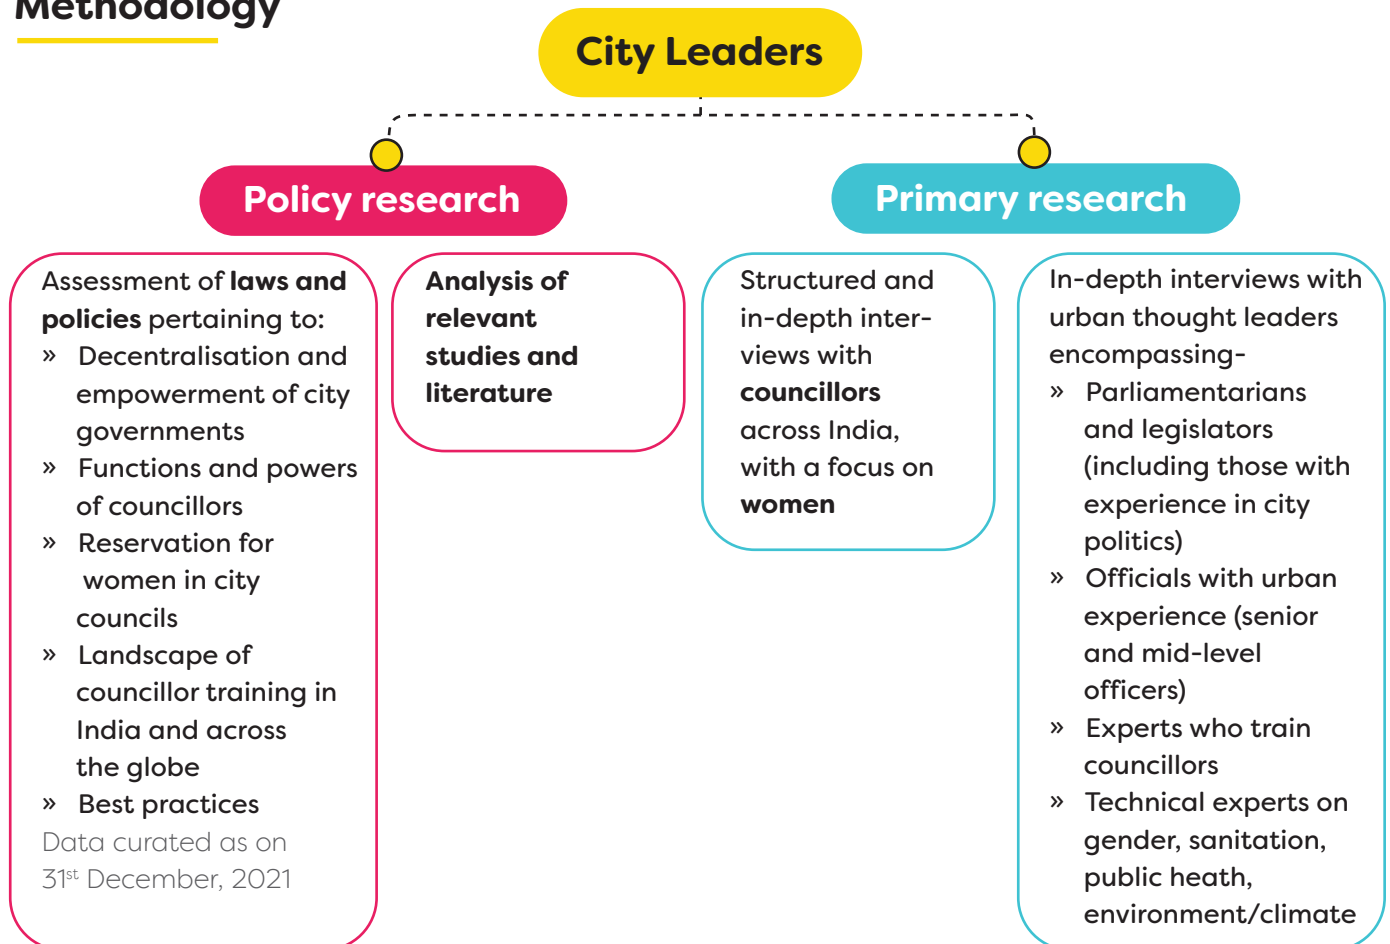 Methodology
City Leaders
Policy research
Assessment of laws and
policies pertaining to:
» Decentralisation and
empowerment of city
governments
» Functions and powers
of councillors
» Reservation for
women in city
councils
» Landscape of
councillor training in
India and across
the globe
» Best practices
Data curated as on
31st December, 2021
Analysis of
relevant
studies and
literature
Primary research
Structured and
in-depth inter-
views with
councillors
across India,
with a focus on
women
In-depth interviews with
urban thought leaders
encompassing-
» Parliamentarians
and legislators
(including those with
experience in city
politics)
» Officials with urban
experience (senior
and mid-level
officers)
» Experts who train
councillors
» Technical experts on
gender, sanitation,
public heath,
environment/climate